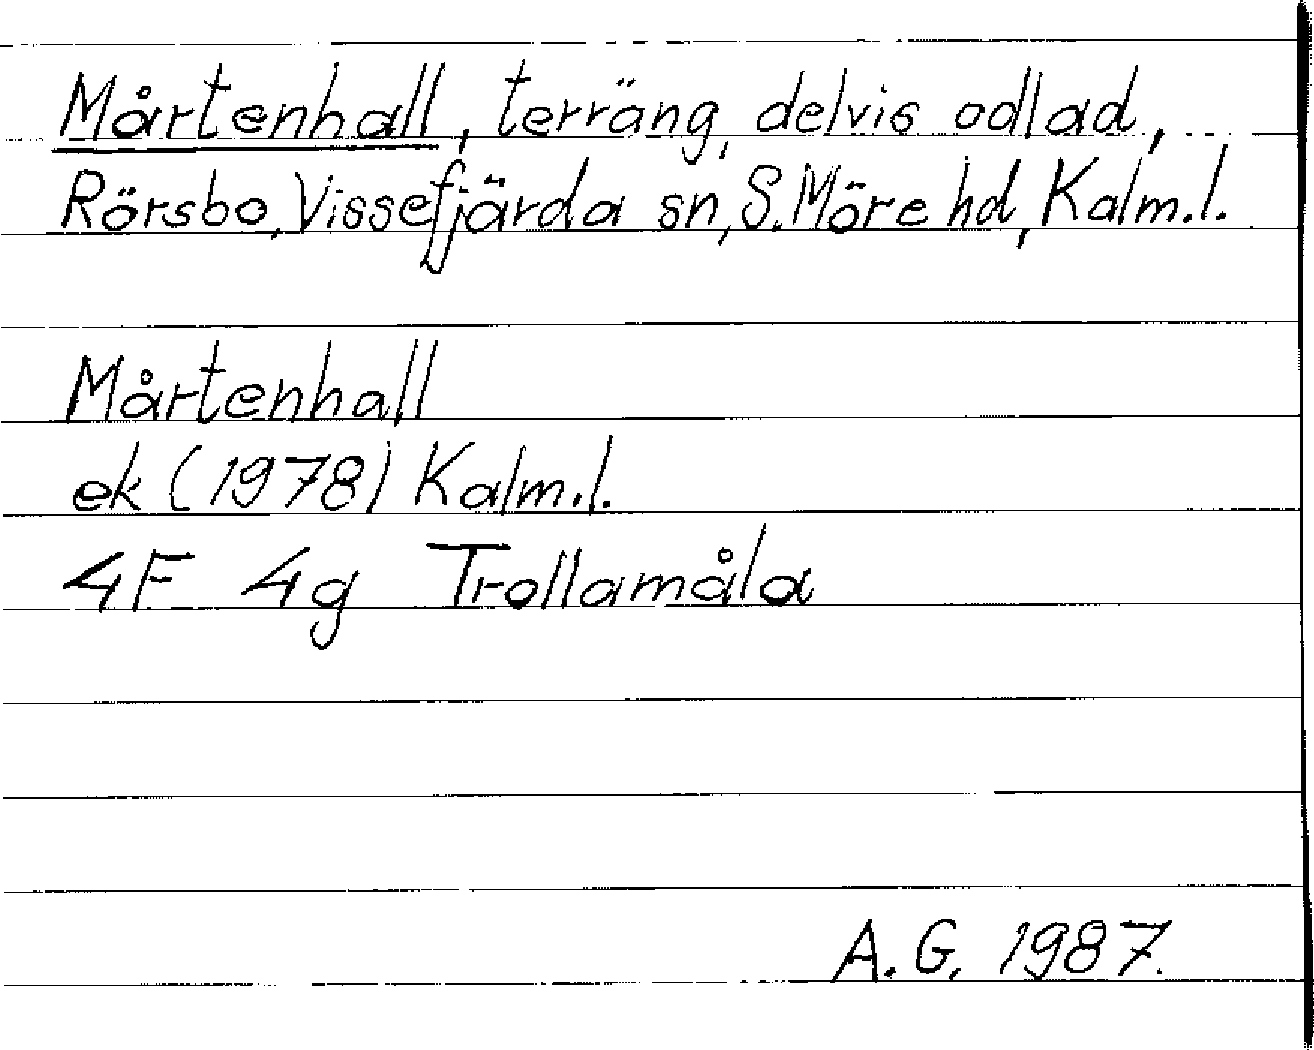 Mårtenhall, terräng, delvis odlad,
Rörsbo, Vissefjärda sn, S. Möre hd, Kalm. l.
Mårtenhall
ek (1978) Kalm. l.
4F 4g Trollamåla
A. G. 1987.